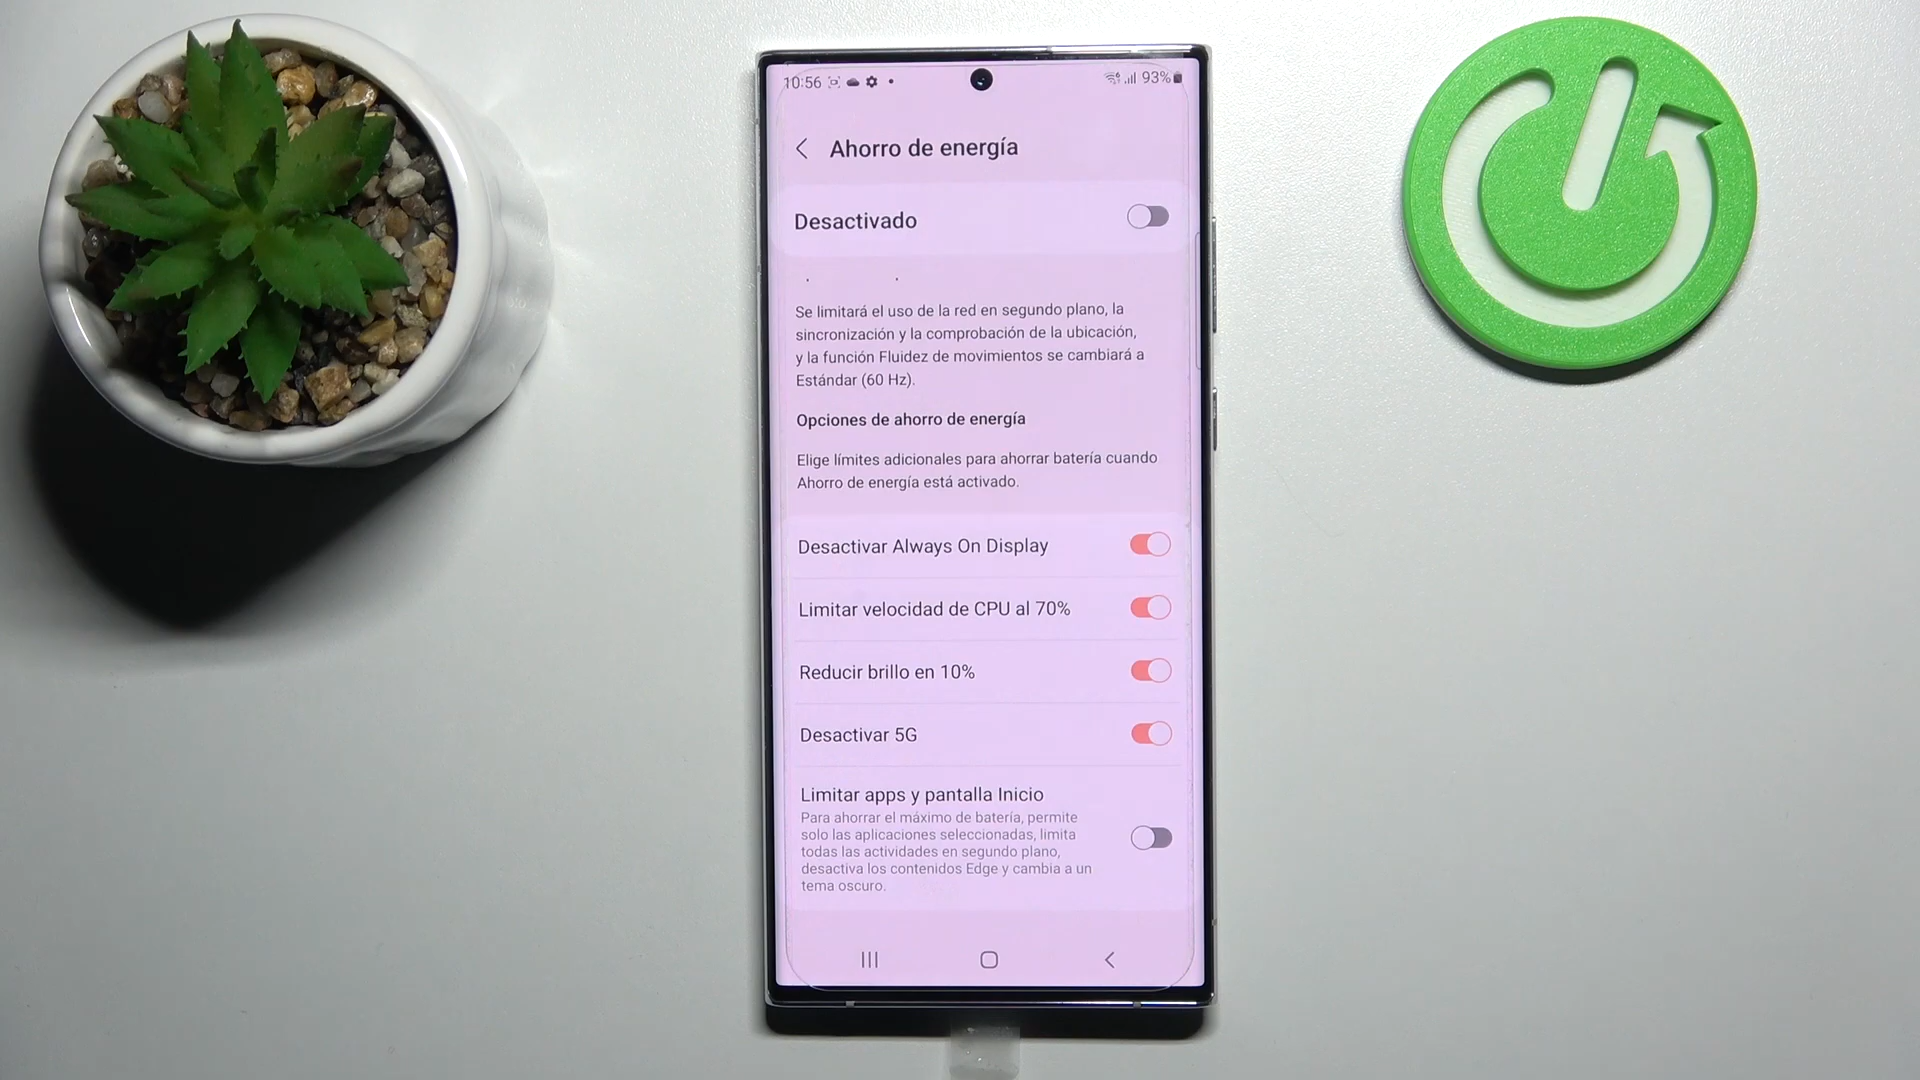 10:56
93%
Ahorro de energía
Desactivado
Se limitará el uso de la red en segundo plano, la
sincronización y la comprobación de la ubicación,
y la función Fluidez de movimientos se cambiará a
Estándar (60 Hz).
Opciones de ahorro de energía
Elige límites adicionales para ahorrar batería cuando
Ahorro de energía está activado.
Desactivar Always On Display
Limitar velocidad de CPU al 70%
Reducir brillo en 10%
Desactivar 5G
Limitar apps y pantalla Inicio
Para ahorrar el máximo de batería, permite
solo las aplicaciones seleccionadas, limita
todas las actividades en segundo plano,
desactiva los contenidos Edge y cambia a un
tema oscuro.